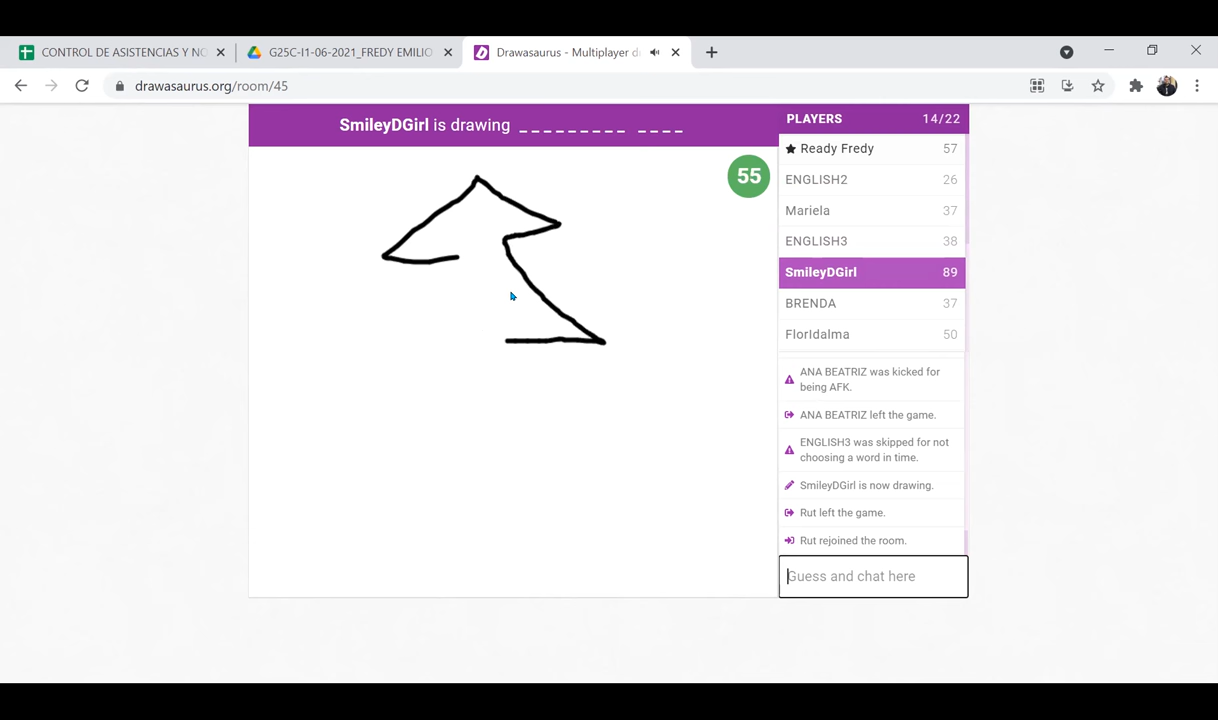 CONTROL DE ASISTENCIAS Y NO
G25C-I1-06-2021_FREDY EMILIO
Drawasaurus - Multiplayer d
drawasaurus.org/room/45
SmileyDGirl is drawing _ _ _ _ _ _ _ _ _ _ _ _ _
PLAYERS 14/22
55
Ready Fredy 57
ENGLISH2 26
Mariela 37
ENGLISH3 38
SmileyDGirl 89
BRENDA 37
FlorIdalma 50
ANA BEATRIZ was kicked for
being AFK.
ANA BEATRIZ left the game.
ENGLISH3 was skipped for not
choosing a word in time.
SmileyDGirl is now drawing.
Rut left the game.
Rut rejoined the room.
Guess and chat here